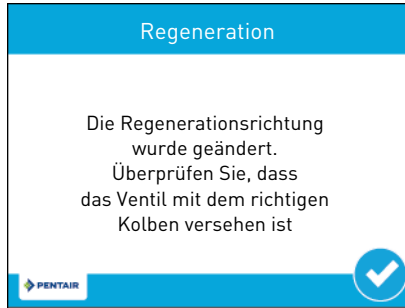 Regeneration
Die Regenerationsrichtung
wurde geändert.
Überprüfen Sie, dass
das Ventil mit dem richtigen
Kolben versehen ist
PENTAIR